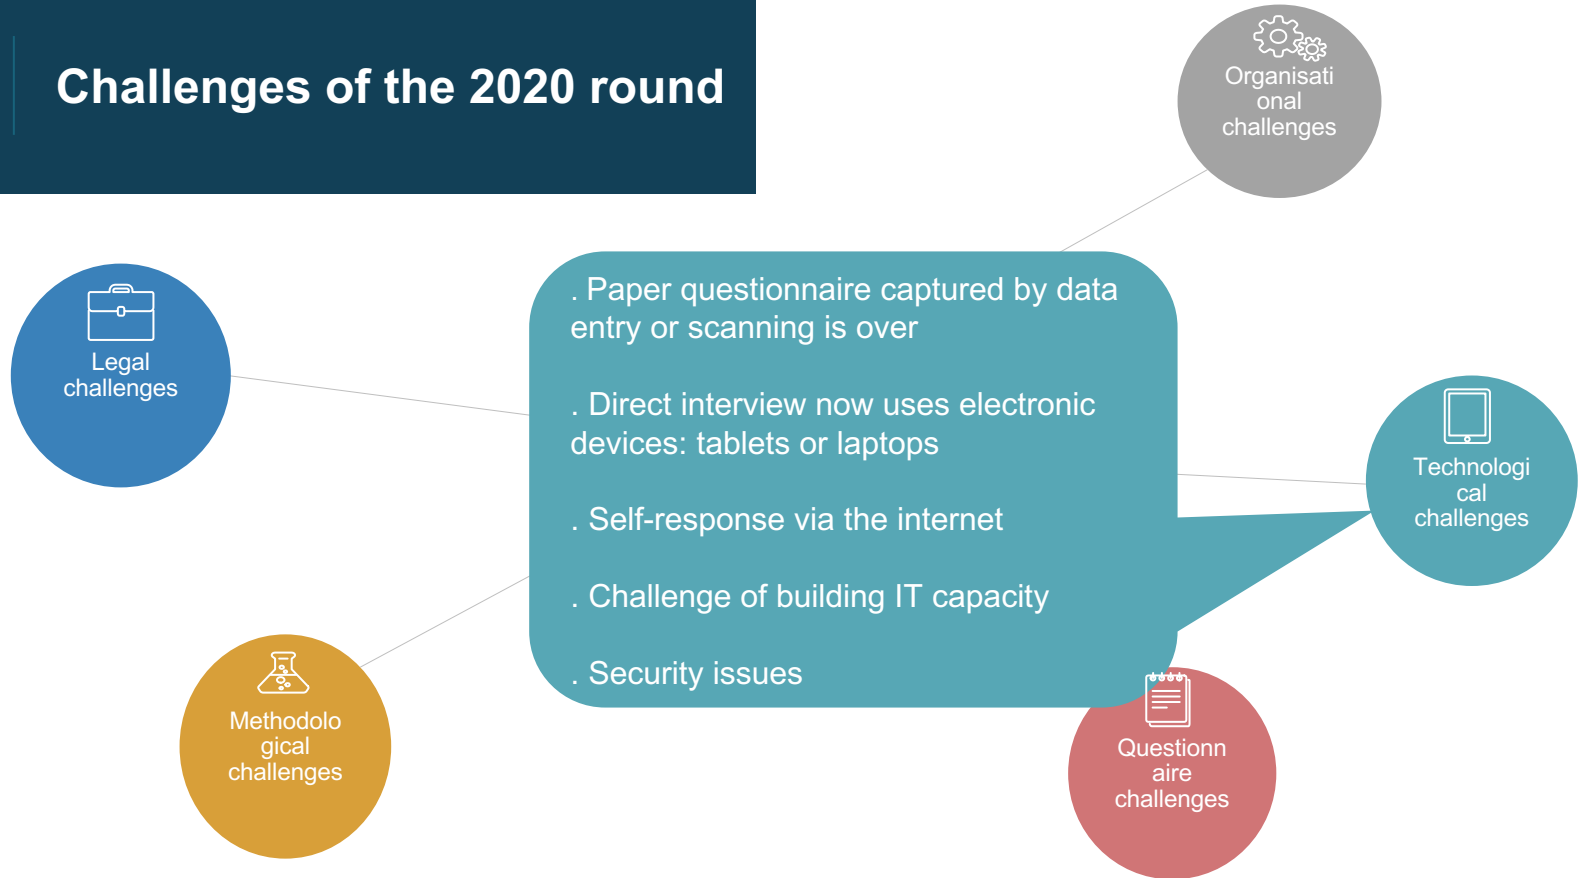 Challenges of the 2020 round
Organisati
onal
challenges
Legal
challenges
. Paper questionnaire captured by data
entry or scanning is over
. Direct interview now uses electronic
devices: tablets or laptops
. Self-response via the internet
. Challenge of building IT capacity
. Security issues
Technologi
cal
challenges
Methodolo
gical
challenges
Questionn
aire
challenges